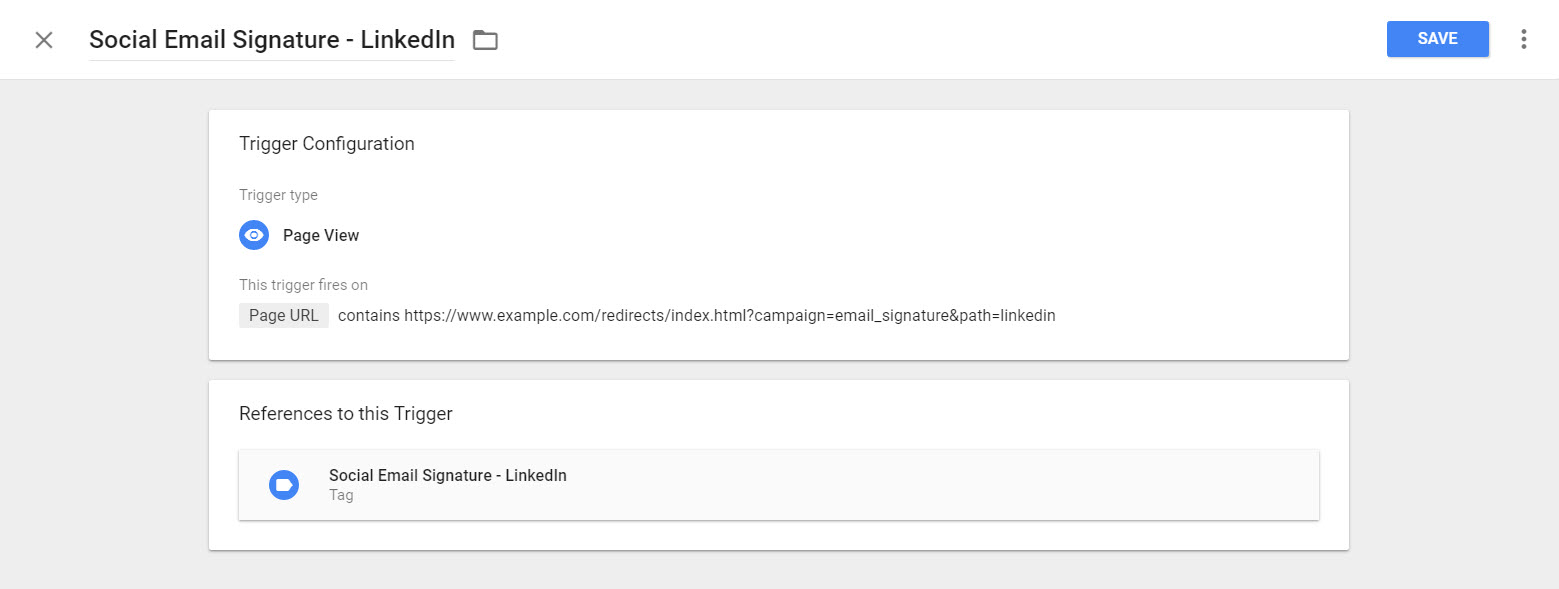 Social Email Signature - LinkedIn
SAVE
Trigger Configuration
Trigger type
Page View
This trigger fires on
Page URL contains https://www.example.com/redirects/index.html?campaign=email_signature&path=linkedin
References to this Trigger
Social Email Signature - LinkedIn
Tag